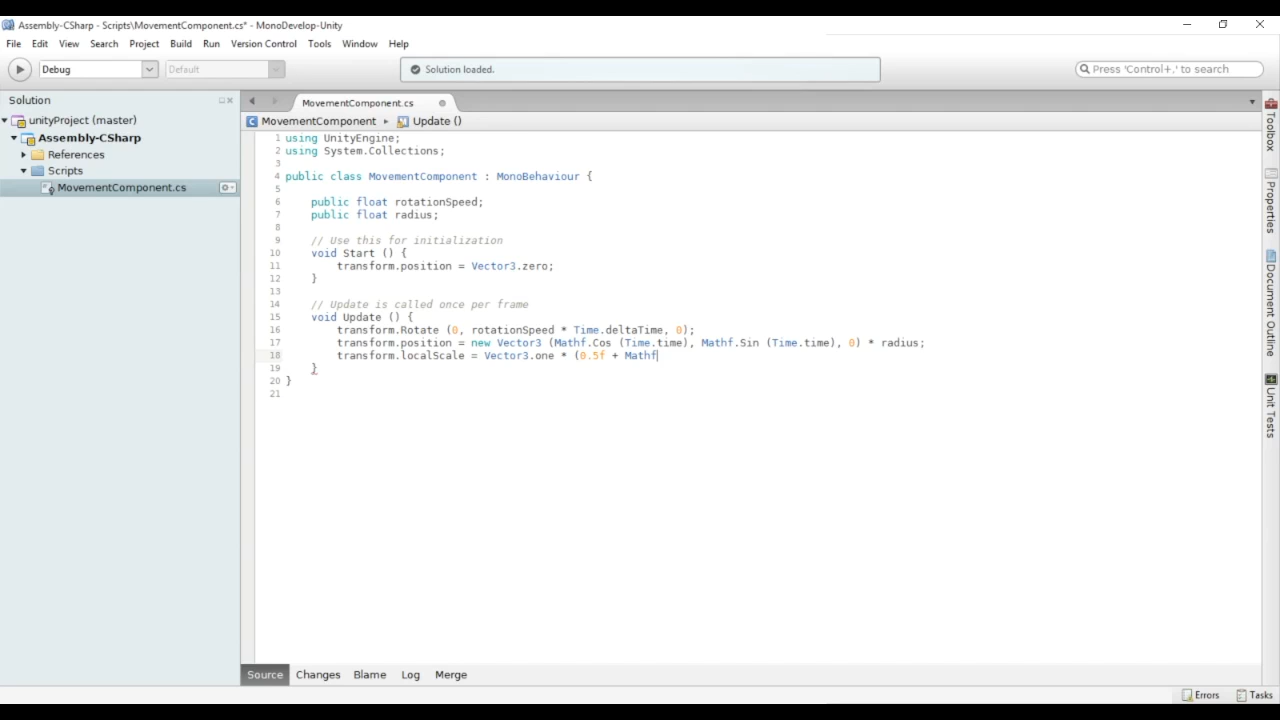 Assembly-CSharp - Scripts\MovementComponent.cs* - MonoDevelop-Unity
File Edit View Search Project Build Run Version Control Tools Window Help
Debug Default Solution loaded. Press 'Control+,' to search
Solution
unityProject (master)
Assembly-CSharp
References
Scripts
MovementComponent.cs
MovementComponent.cs
MovementComponent Update ()
1 using UnityEngine;
2 using System.Collections;
3
4 public class MovementComponent : MonoBehaviour {
5
6 public float rotationSpeed;
7 public float radius;
8
9 // Use this for initialization
10 void Start () {
11 transform.position = Vector3.zero;
12 }
13
14 // Update is called once per frame
15 void Update () {
16 transform.Rotate (0, rotationSpeed * Time.deltaTime, 0);
17 transform.position = new Vector3 (Mathf.Cos (Time.time), Mathf.Sin (Time.time), 0) * radius;
18 transform.localScale = Vector3.one * (0.5f + Mathf
19 }
20 }
21
Toolbox
Properties
Document Outline
Unit Tests
Source Changes Blame Log Merge
Errors Tasks